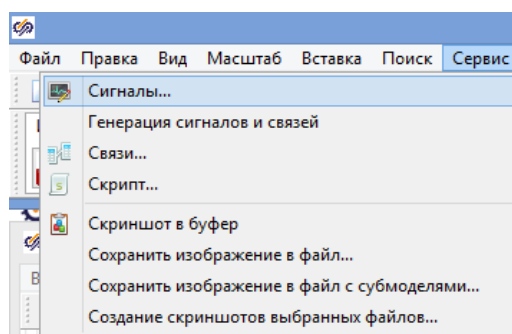 Файл Правка Вид Масштаб Вставка Поиск Сервис
Сигналы...
Генерация сигналов и связей
Связи...
Скрипт...
Скриншот в буфер
Сохранить изображение в файл...
Сохранить изображение в файл с субмоделями...
Создание скриншотов выбранных файлов...